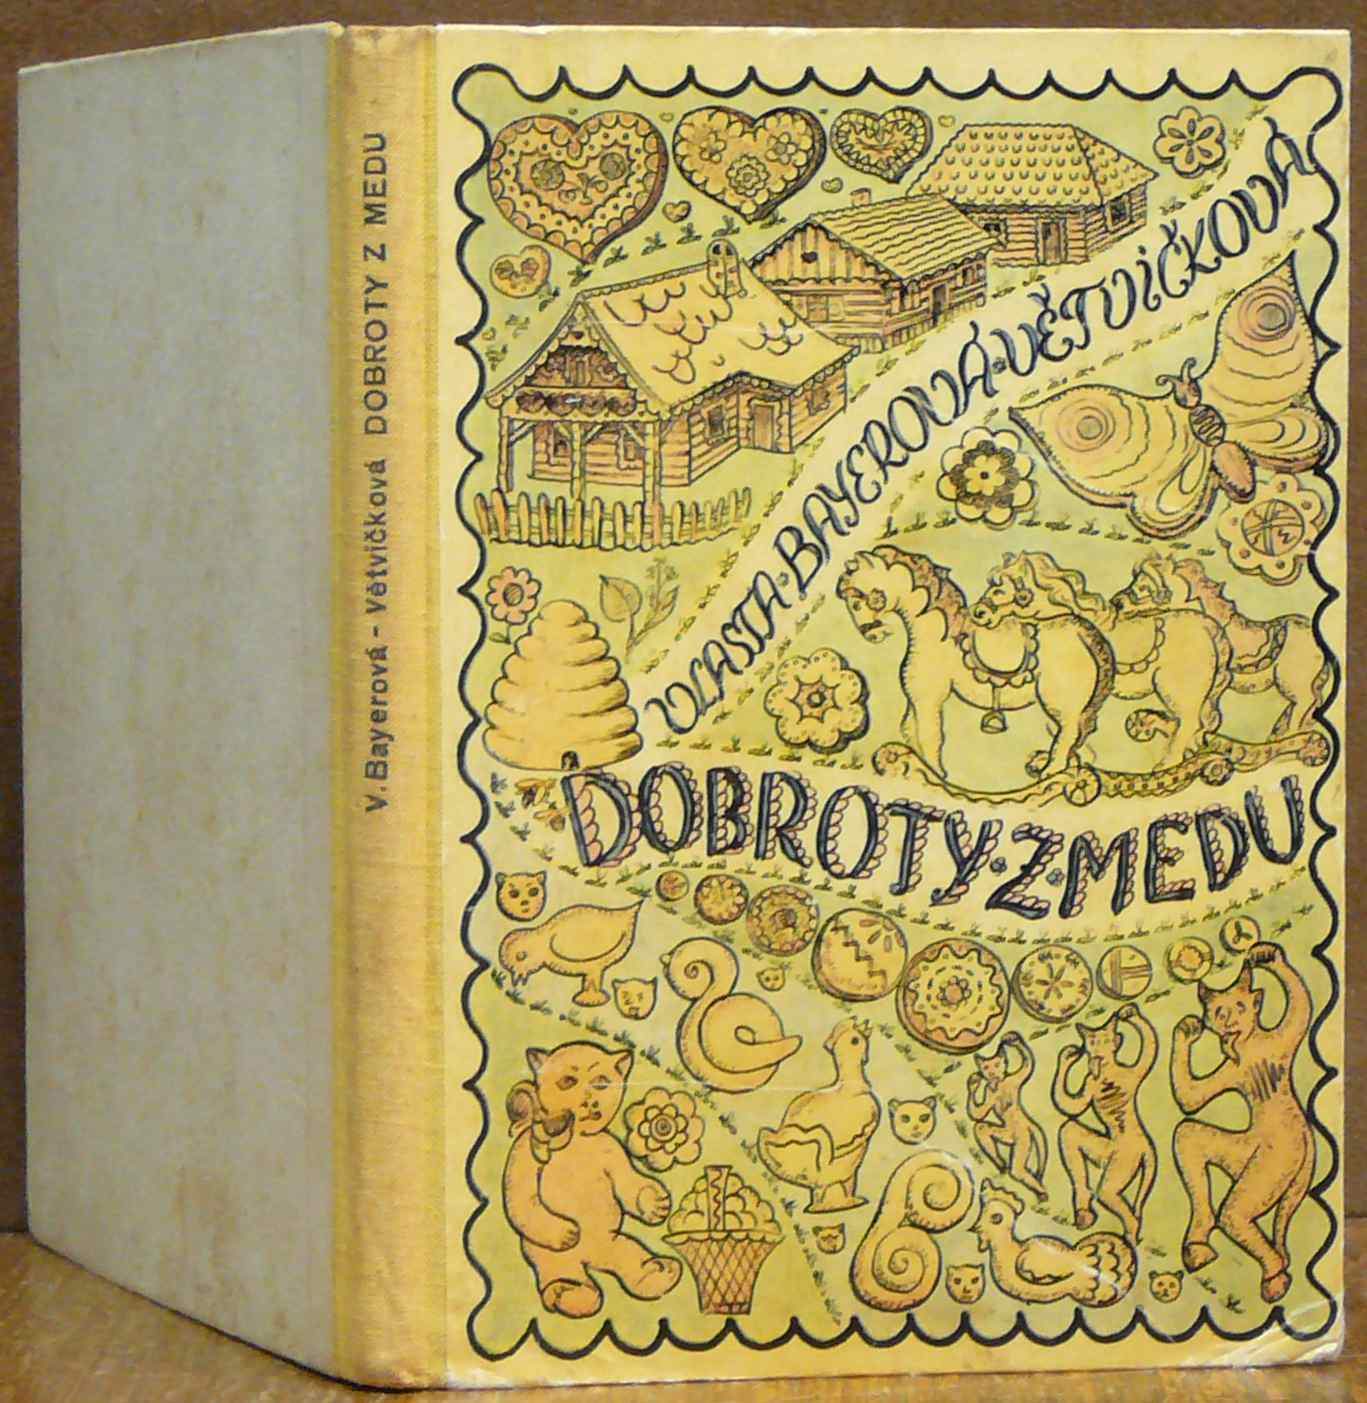 V. Bayerová - Větvičková DOBROTY Z MEDU
VLASTA·BAYEROVÁ·VĚTVIČKOVÁ
DOBROTY·Z·MEDU